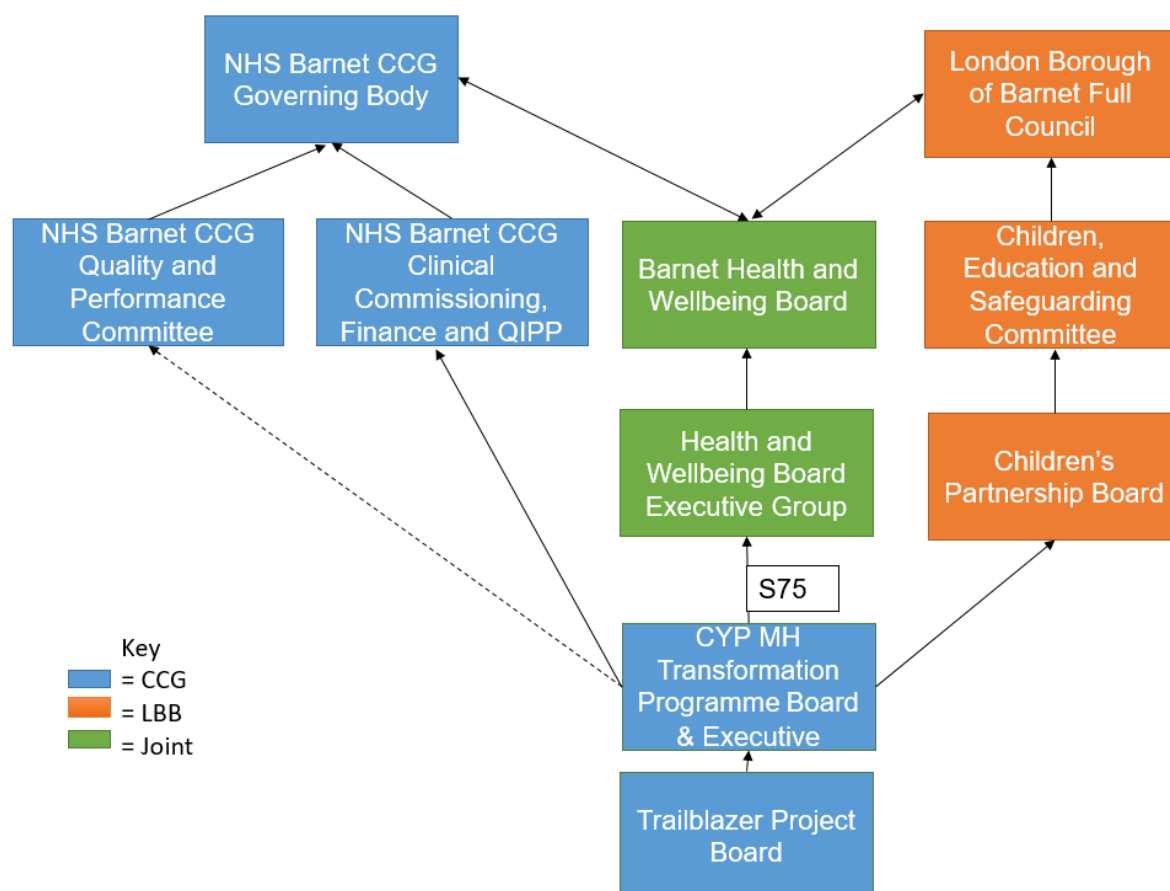 NHS Barnet CCG
Governing Body
London Borough
of Barnet Full
Council
NHS Barnet CCG
Quality and
Performance
Committee
NHS Barnet CCG
Clinical
Commissioning,
Finance and QIPP
Barnet Health and
Wellbeing Board
Children,
Education and
Safeguarding
Committee
Health and
Wellbeing Board
Executive Group
Children’s
Partnership Board
S75
CYP MH
Transformation
Programme Board
& Executive
Trailblazer Project
Board
Key
= CCG
= LBB
= Joint